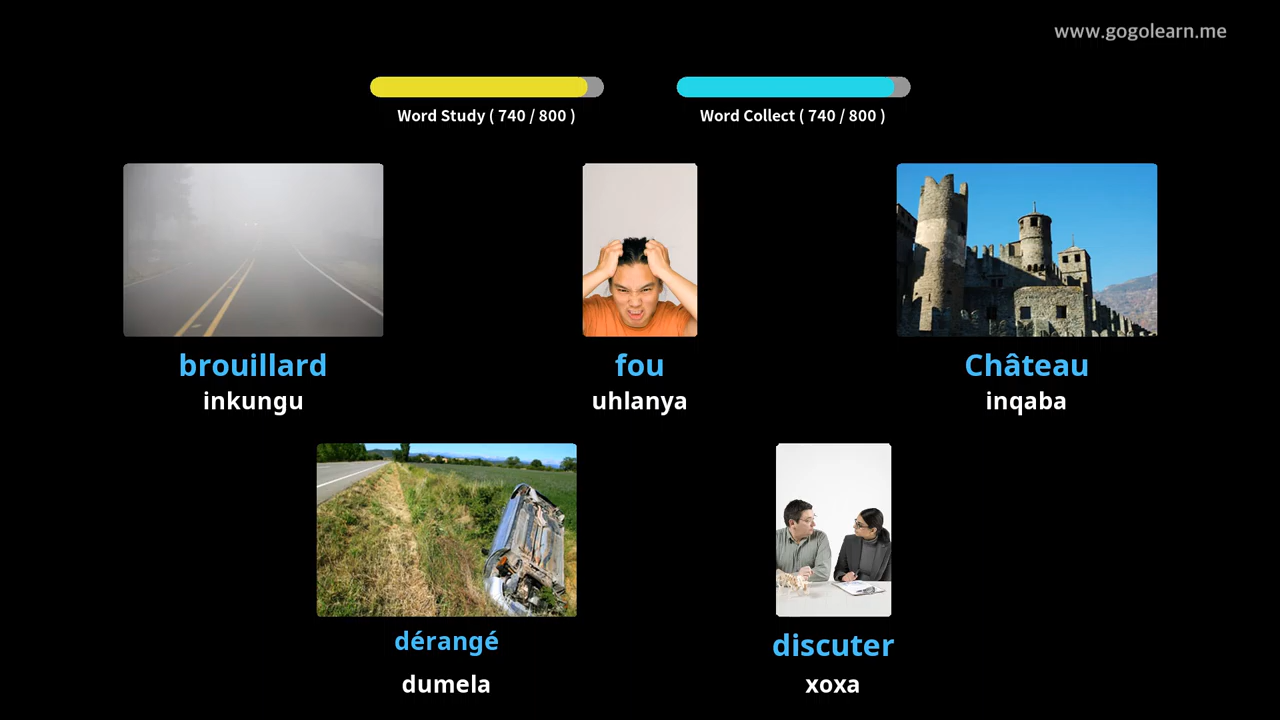 www.gogolearn.me
Word Study ( 740 / 800 )
Word Collect ( 740 / 800 )
brouillard
inkungu
fou
uhlanya
Château
inqaba
dérangé
dumela
discuter
xoxa